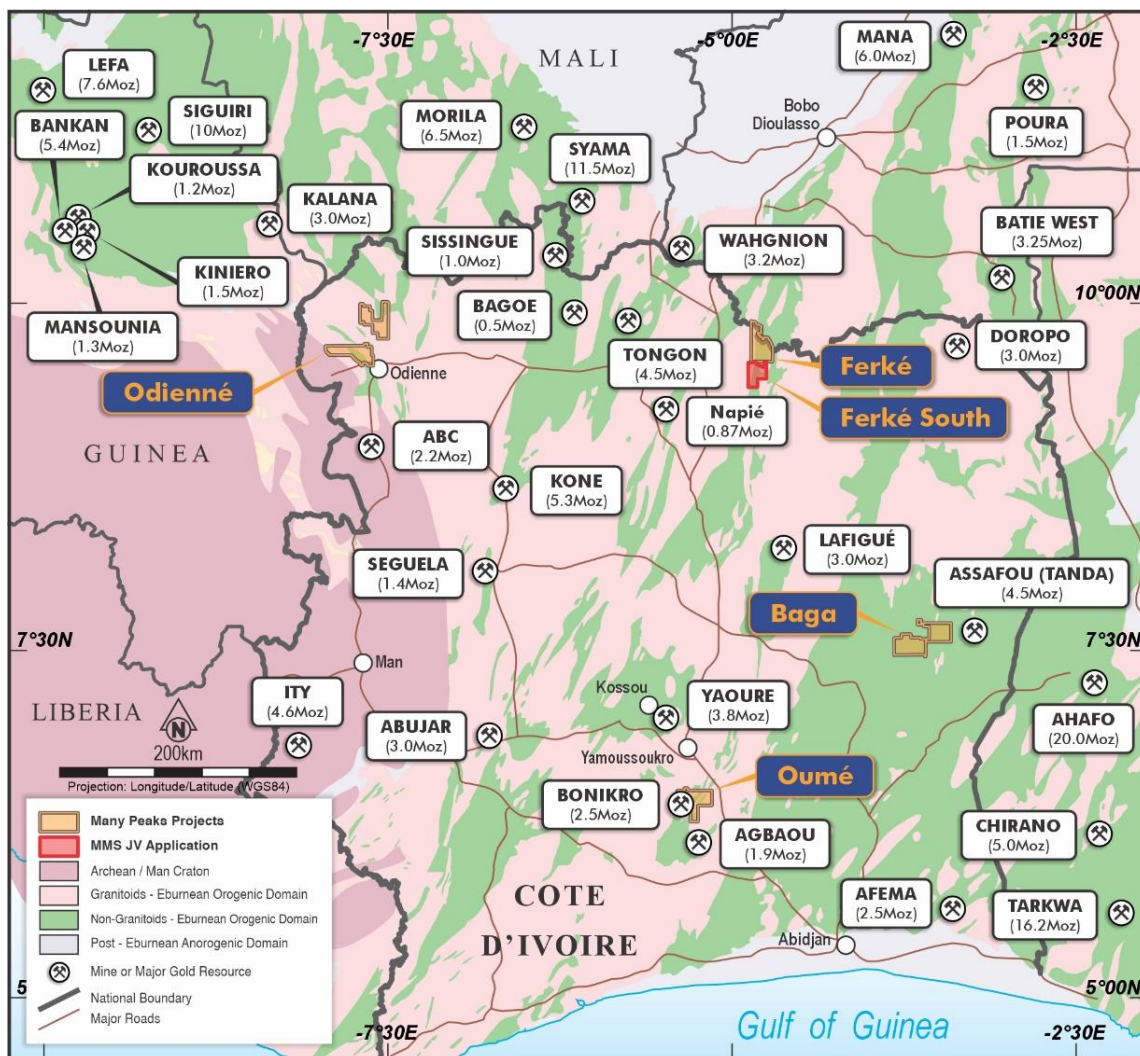 -7°30E
-5°00
-2°30E
MALI
MANA
(6.0Moz)
LEFA
(7.6Moz)
SIGUIRI
(10Moz)
BANKAN
(5.4Moz)
MORILA
(6.5Moz)
Bobo
Dioulasso
POURA
(1.5Moz)
KOUROUSSA
(1.2Moz)
SYAMA
(11.5Moz)
KALANA
(3.0Moz)
BATIE WEST
(3.25Moz)
SISSINGUE
(1.0Moz)
WAHGNION
(3.2Moz)
KINIERO
(1.5Moz)
10°00N
BAGOE
(0.5Moz)
MANSOUNIA
(1.3Moz)
TONGON
(4.5Moz)
DOROPO
(3.0Moz)
Odienné
Odienne
Ferké
Napié
(0.87Moz)
Ferké South
GUINEA
ABC
(2.2Moz)
KONE
(5.3Moz)
LAFIGUÉ
(3.0Moz)
SEGUELA
(1.4Moz)
ASSAFOU (TANDA)
(4.5Moz)
Baga
7°30N
7°30N
Man
ITY
(4.6Moz)
Kossou
YAOURE
(3.8Moz)
LIBERIA
N
200km
ABUJAR
(3.0Moz)
AHAFO
(20.0Moz)
Yamoussoukro
Projection: Longitude/Latitude (WGS84)
Oumé
BONIKRO
(2.5Moz)
Many Peaks Projects
MMS JV Application
Archean / Man Craton
Granitoids - Eburnean Orogenic Domain
Non-Granitoids - Eburnean Orogenic Domain
Post - Eburnean Anorogenic Domain
Mine or Major Gold Resource
National Boundary
Major Roads
AGBAOU
(1.9Moz)
CHIRANO
(5.0Moz)
COTE
D'IVOIRE
AFEMA
(2.5Moz)
TARKWA
(16.2Moz)
Abidjan
5
5°00N
-7°30E
Gulf of Guinea
-2°30E